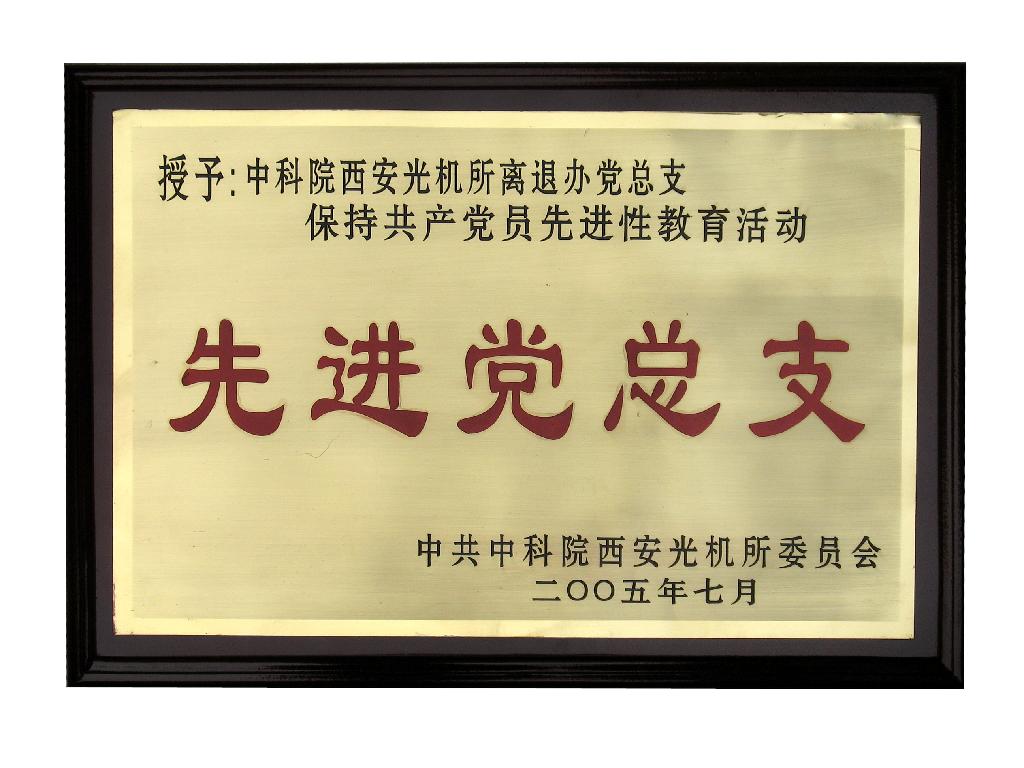 授予:中科院西安光机所离退办党总支
保持共产党员先进性教育活动
先进党总支
中共中科院西安光机所委员会
二〇〇五年七月